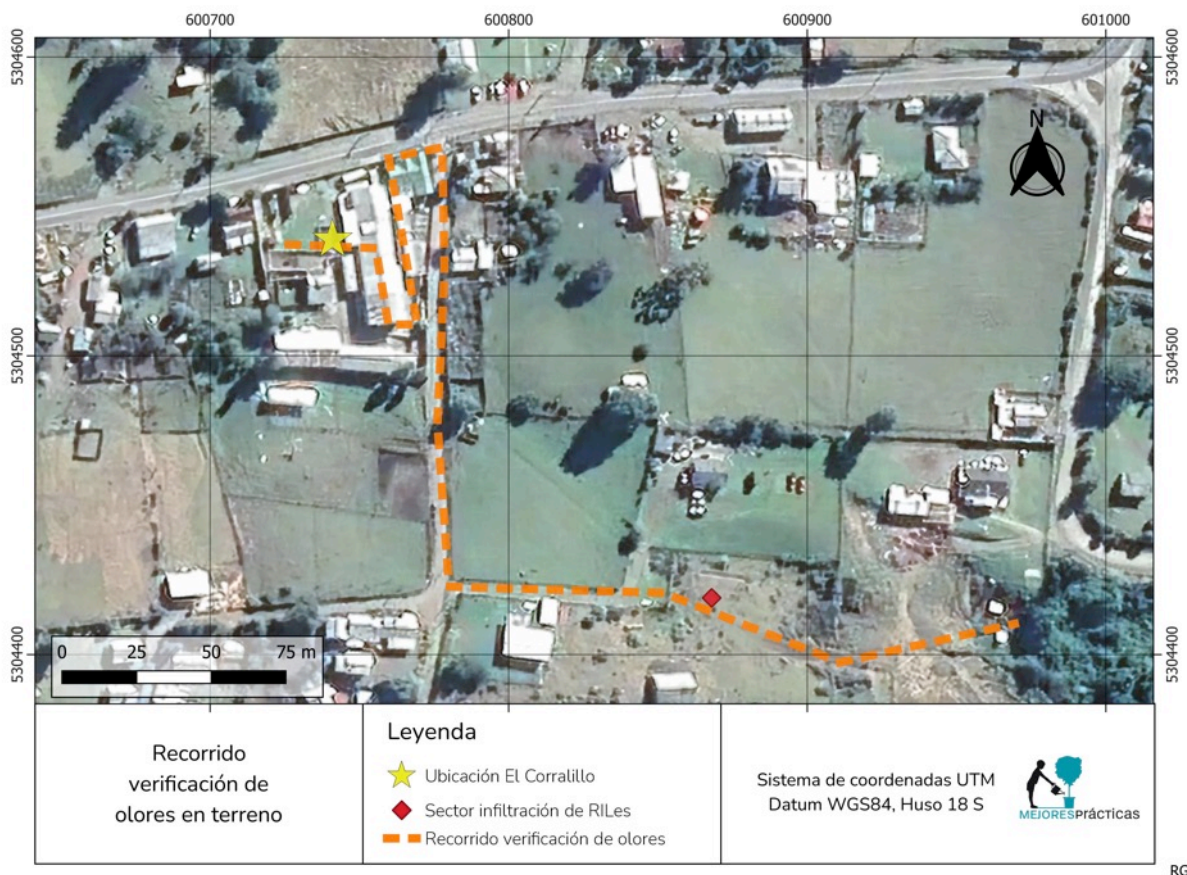 600700
600800
600900
601000
5304600
5304600
N
5304500
5304500
5304400
5304400
0 25 50 75 m
Recorrido
verificación de
olores en terreno
Leyenda
Ubicación El Corralillo
Sector infiltración de RILes
Recorrido verificación de olores
Sistema de coordenadas UTM
Datum WGS84, Huso 18 S
MEJORESPRÁCTICAS
RG